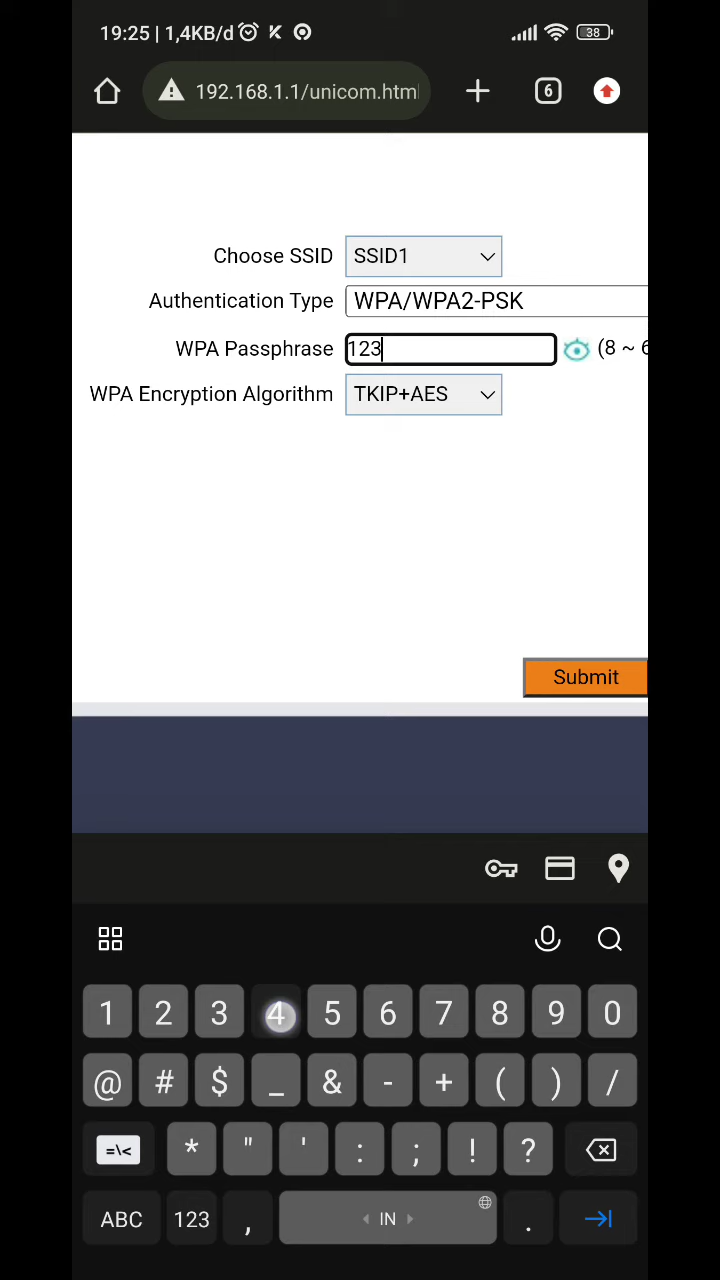 19:25 | 1,4KB/d
38
192.168.1.1/unicom.htm
6
Choose SSID SSID1
Authentication Type WPA/WPA2-PSK
WPA Passphrase 123 (8 ~ 6
WPA Encryption Algorithm TKIP+AES
Submit
1 2 3 4 5 6 7 8 9 0
@ # $ _ & - + ( ) /
=\< * " ' : ; ! ?
ABC 123 , IN .